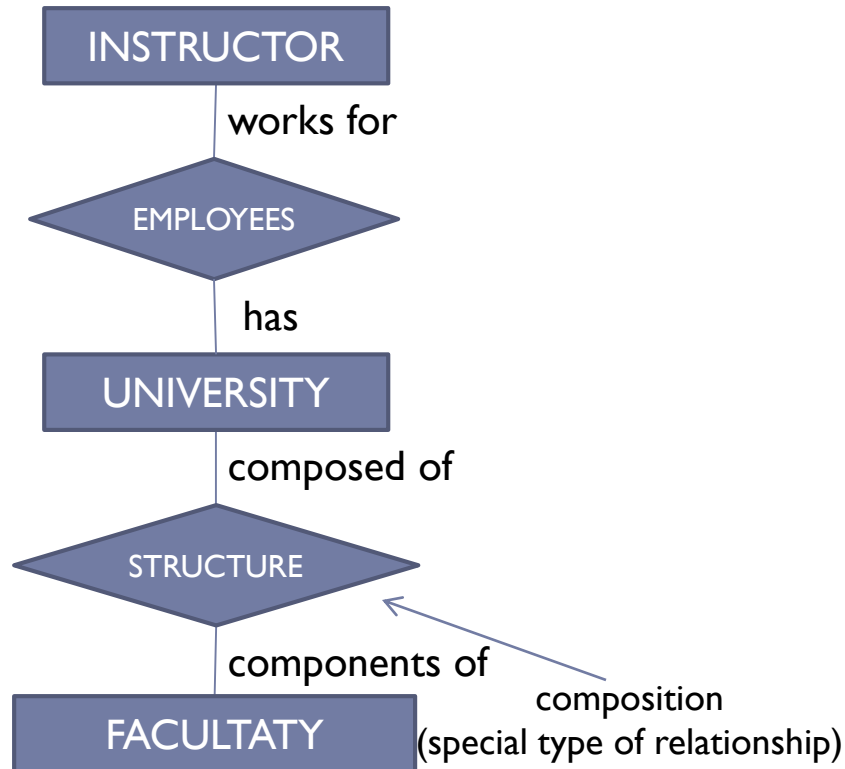 INSTRUCTOR
works for
EMPLOYEES
has
UNIVERSITY
composed of
STRUCTURE
components of
FACULTATY
composition
(special type of relationship)